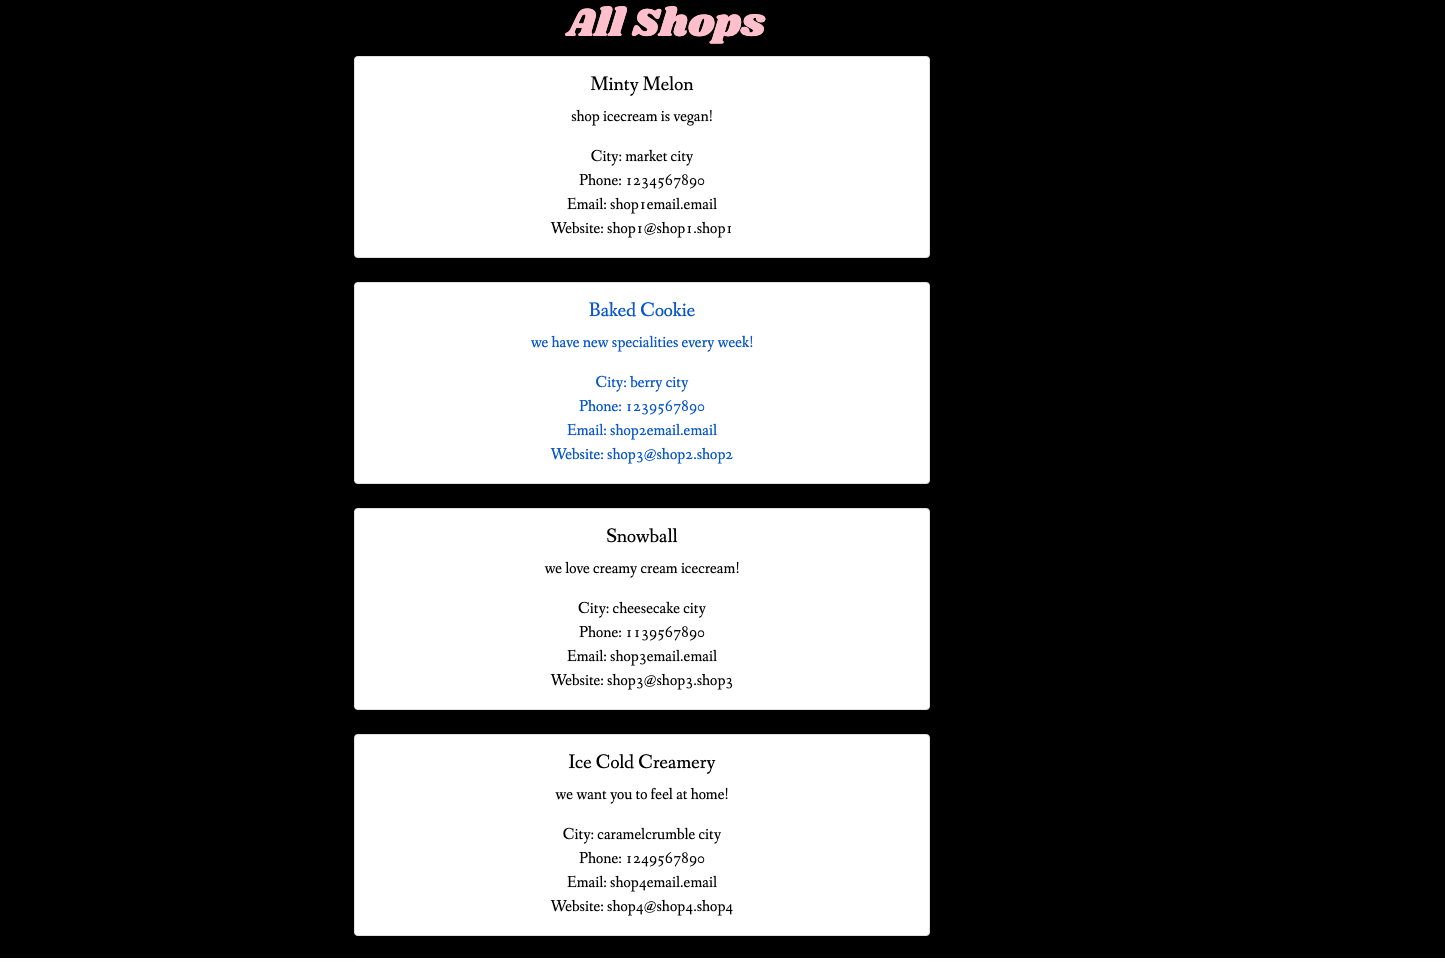 All Shops
Minty Melon
shop icecream is vegan!
City: market city
Phone: 1234567890
Email: shop1email.email
Website: shop1@shop1.shop1
Baked Cookie
we have new specialities every week!
City: berry city
Phone: 1239567890
Email: shop2email.email
Website: shop3@shop2.shop2
Snowball
we love creamy cream icecream!
City: cheesecake city
Phone: 1139567890
Email: shop3email.email
Website: shop3@shop3.shop3
Ice Cold Creamery
we want you to feel at home!
City: caramelcrumble city
Phone: 1249567890
Email: shop4email.email
Website: shop4@shop4.shop4